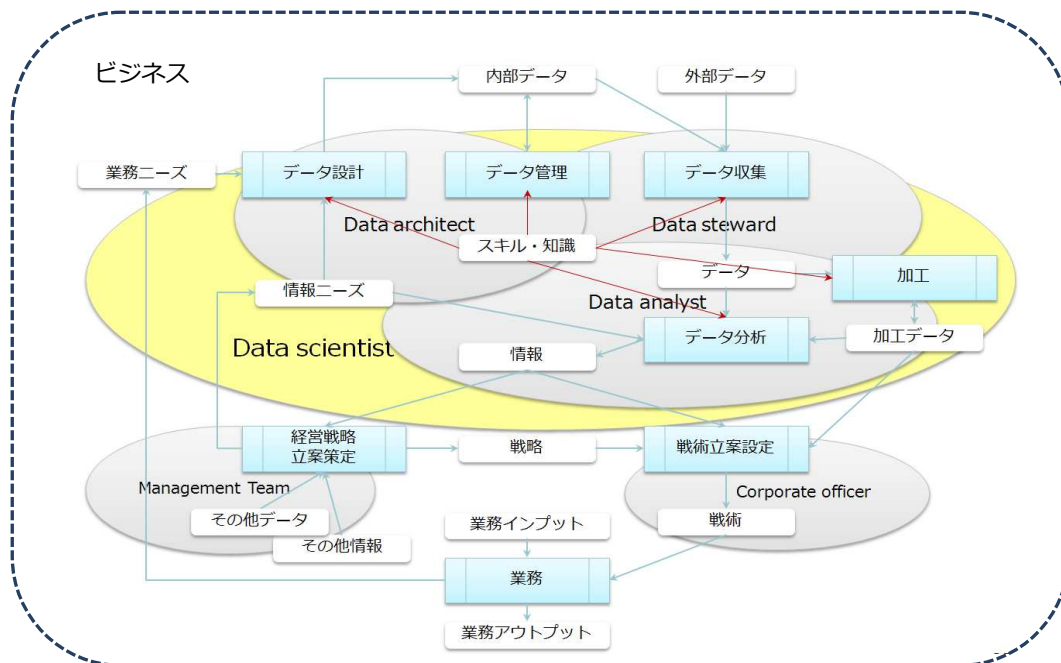 ビジネス
内部データ
外部データ
業務ニーズ
データ設計
データ管理
データ収集
Data architect
Data steward
スキル・知識
データ
加工
情報ニーズ
Data analyst
データ分析
加工データ
Data scientist
情報
経営戦略
立案策定
戦略
戦術立案設定
Management Team
Corporate officer
その他データ
その他情報
業務インプット
戦術
業務
業務アウトプット